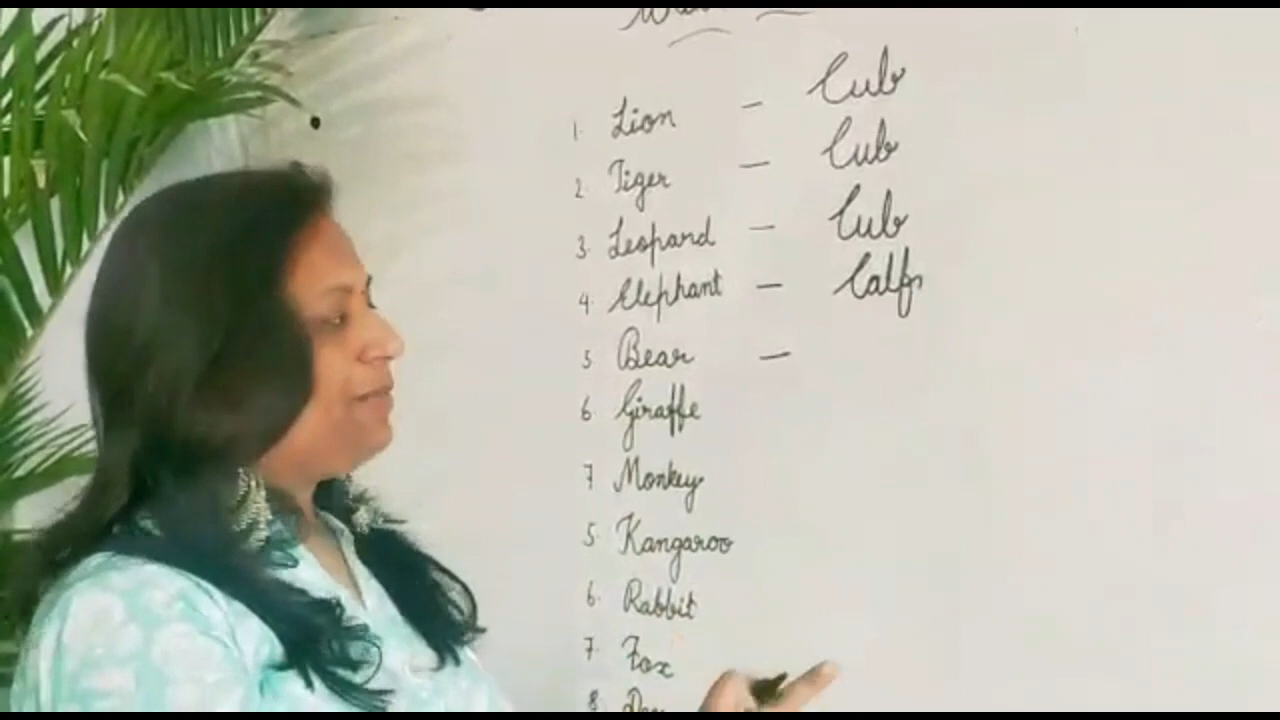 1. Lion – Cub
2. Tiger – Cub
3. Leopard – Cub
4 Elephant – Calf
5 Bear –
6 Giraffe
7 Monkey
5 Kangaroo
6. Rabbit
7. Fox
8